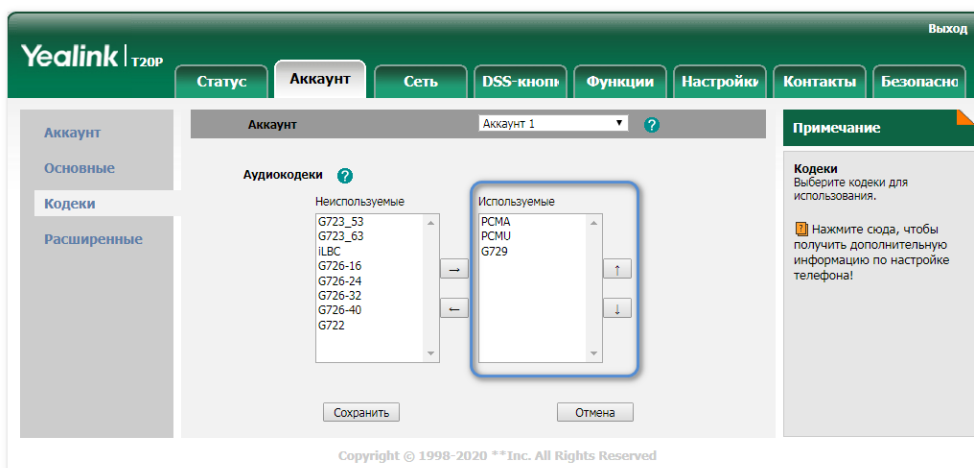 Выход
Yealink | T20P
Статус Аккаунт Сеть DSS-кнопк Функции Настройки Контакты Безопасно
Аккаунт
Основные
Кодеки
Расширенные
Аккаунт Аккаунт 1
Аудиокодеки
Неиспользуемые
G723_53
G723_63
iLBC
G726-16
G726-24
G726-32
G726-40
G722
→
←
Используемые
PCMA
PCMU
G729
↑
↓
Сохранить Отмена
Примечание
Кодеки
Выберите кодеки для
использования.
Нажмите сюда, чтобы
получить дополнительную
информацию по настройке
телефона!
Copyright © 1998-2020 **Inc. All Rights Reserved